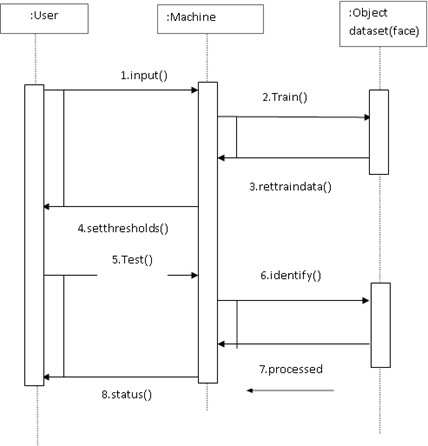 :User
:Machine
:Object
dataset(face)
1.input()
2.Train()
3.rettraindata()
4.setthresholds()
5.Test()
6.identify()
7.processed
8.status()